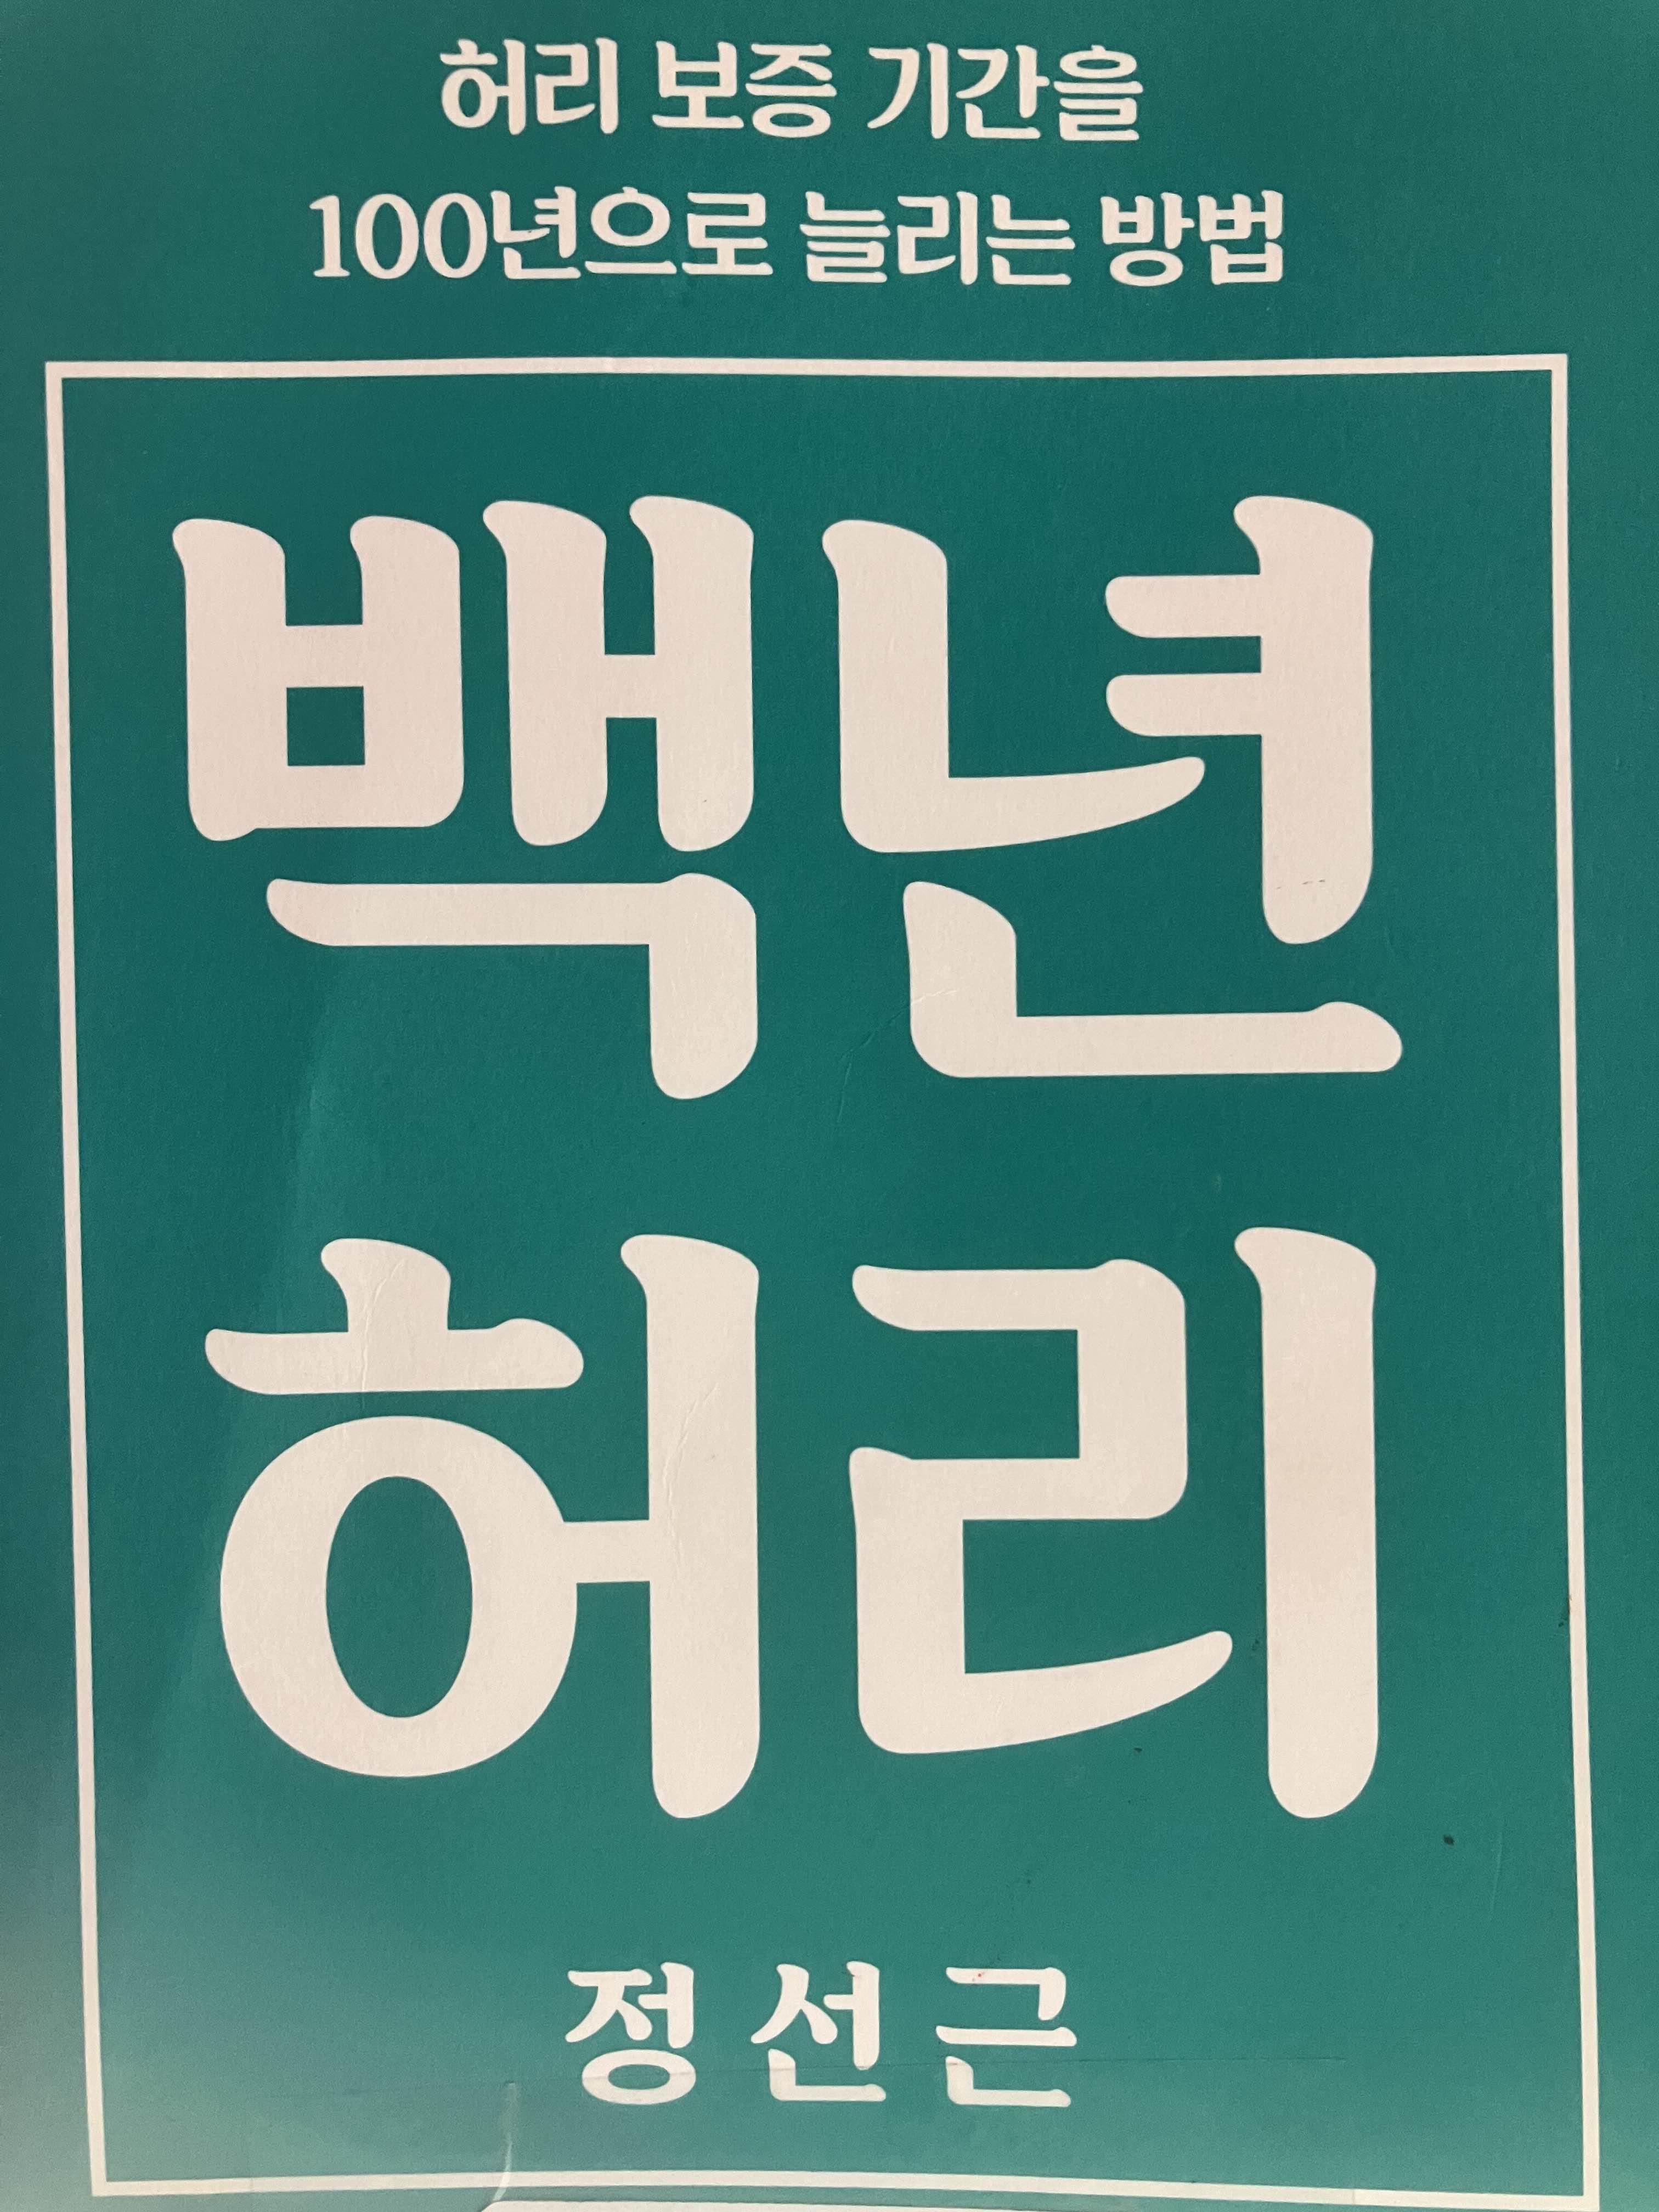 허리 보증 기간을
100년으로 늘리는 방법
백년
허리
정선근